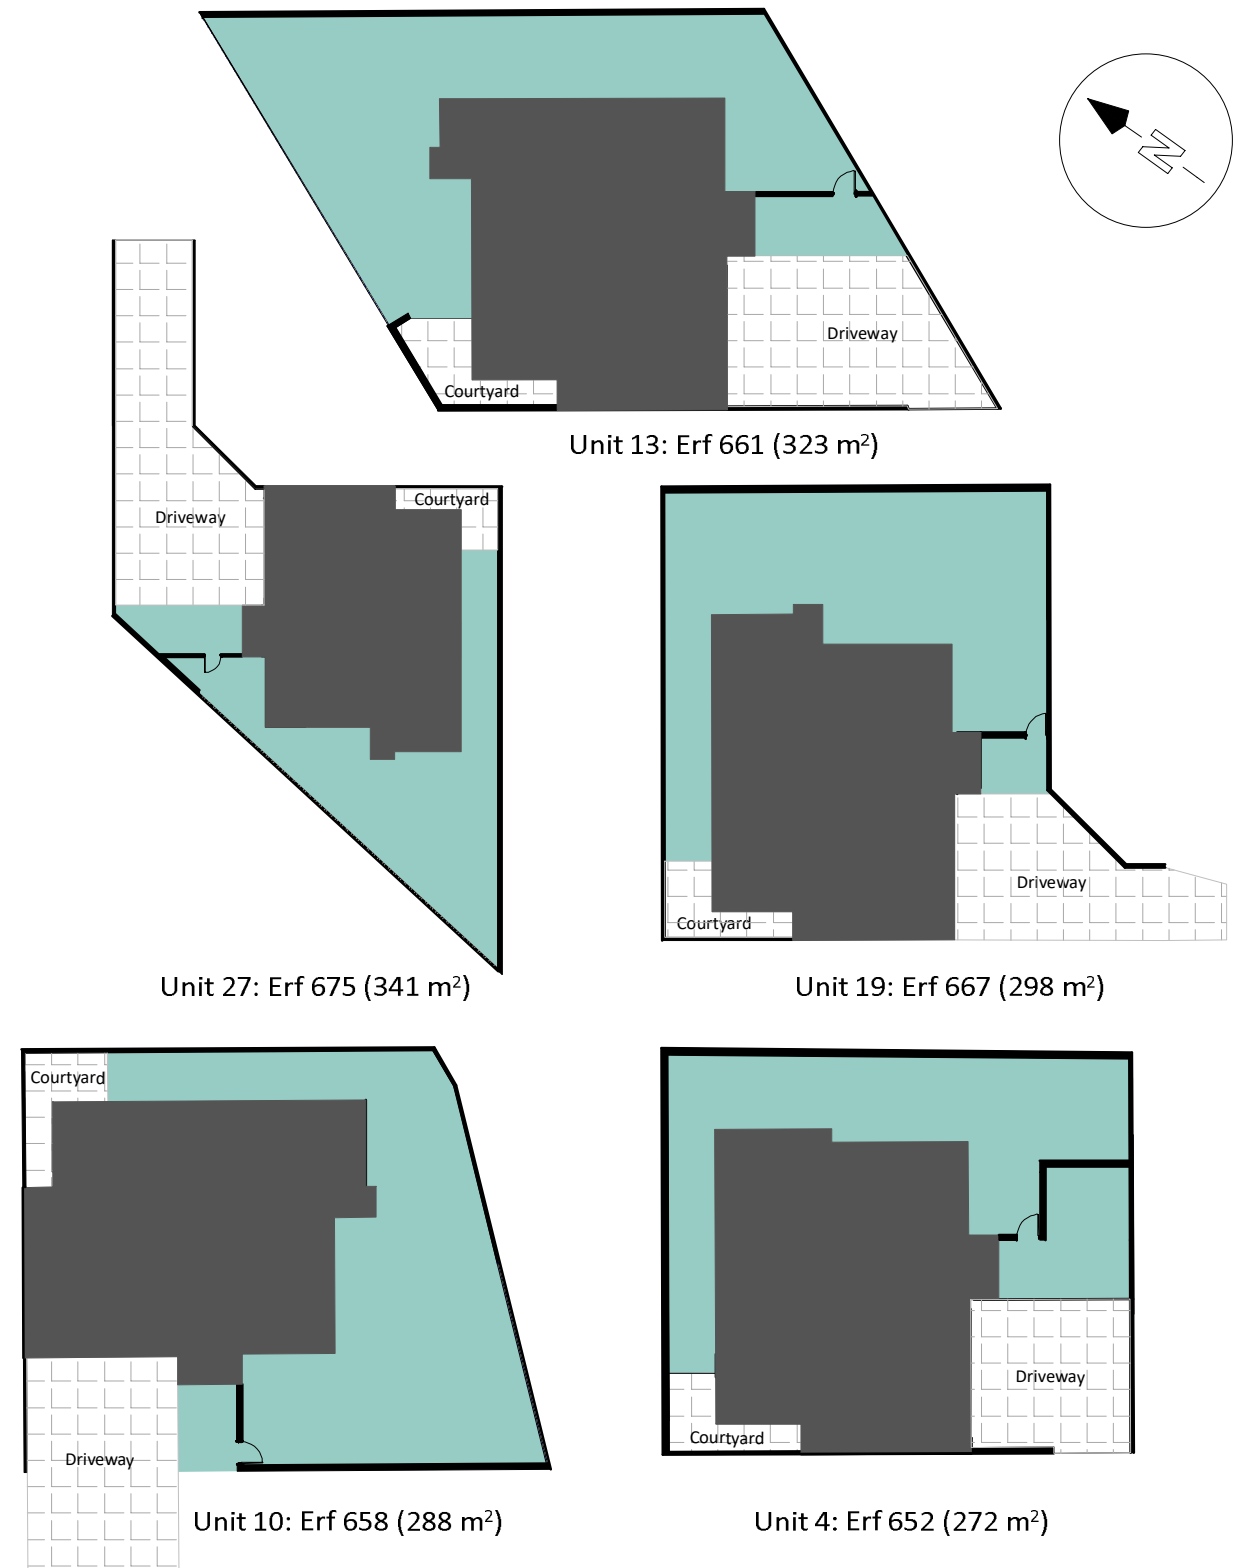 N
Driveway
Courtyard
Unit 13: Erf 661 (323 m²)
Courtyard
Driveway
Unit 27: Erf 675 (341 m²)
Driveway
Courtyard
Unit 19: Erf 667 (298 m²)
Courtyard
Driveway
Unit 10: Erf 658 (288 m²)
Driveway
Courtyard
Unit 4: Erf 652 (272 m²)